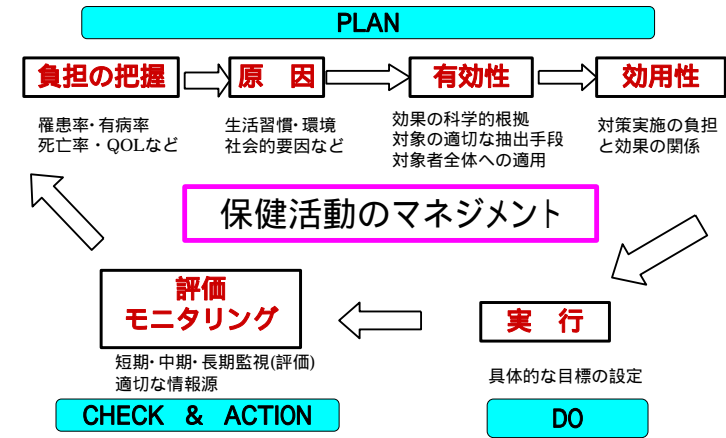 PLAN
負担の把握
原 因
有効性
効用性
罹患率・有病率
死亡率・QOLなど
生活習慣・環境
社会的要因など
効果の科学的根拠
対象の適切な抽出手段
対象者全体への適用
対策実施の負担
と効果の関係
保健活動のマネジメント
評価
モニタリング
実 行
短期・中期・長期監視(評価)
適切な情報源
具体的な目標の設定
CHECK & ACTION
DO